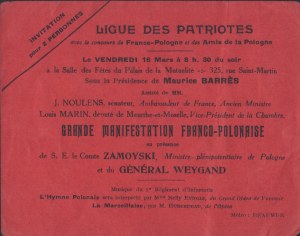 INVITATION
pour 2 PERSONNES
LIGUE DES PATRIOTES
avec le concours de France-Pologne et des Amis de la Pologne
Le VENDREDI 16 Mars à 8 h. 30 du soir
à la Salle des Fêtes du Palais de la Mutualité - 325, rue Saint-Martin
Sous la Présidence de Maurice BARRÈS
Assisté de MM.
J. NOULENS, sénateur, Ambassadeur de France, Ancien Ministre
Louis MARIN, député de Meurthe-et-Moselle, Vice-Président de la Chambre
GRANDE MANIFESTATION FRANCO-POLONAISE
de S. E. le Comte ZAMOYSKI, Ministre plénipotentiaire de Pologne
et du GÉNÉRAL WEYGAND
Musique du Régiment d'Infanterie
L'Hymne Polonais sera interprété par
La Marseillaise, par M.